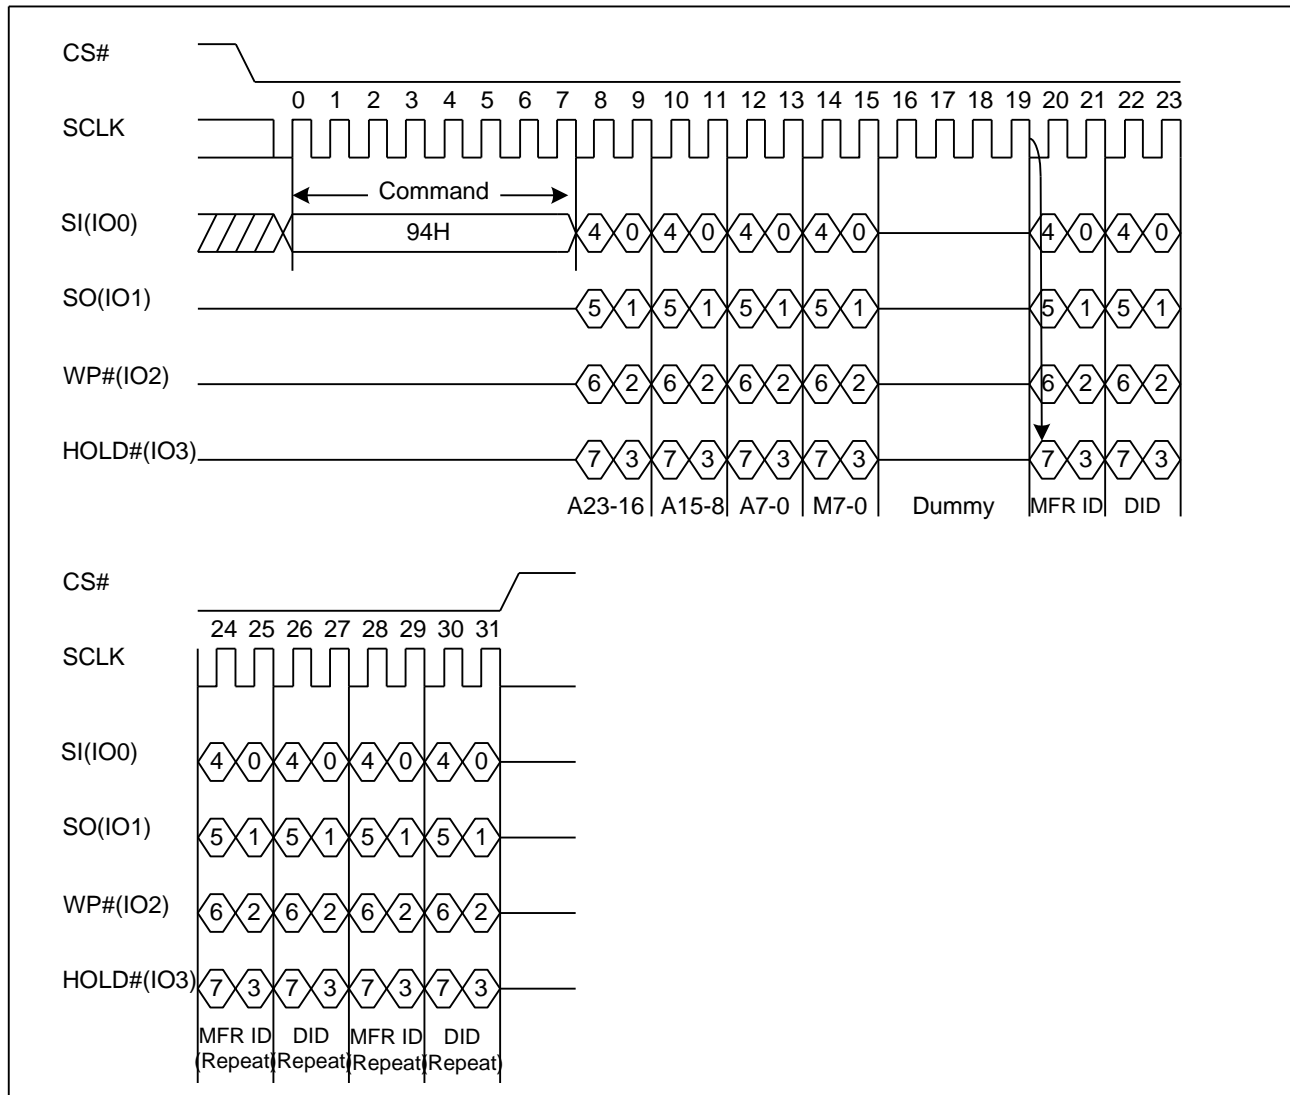 CS#
0 1 2 3 4 5 6 7 8 9 10 11 12 13 14 15 16 17 18 19 20 21 22 23
SCLK
Command
SI(IO0) 94H 4 0 4 0 4 0 4 0 4 0 4 0
SO(IO1) 5 1 5 1 5 1 5 1 5 1 5 1
WP#(IO2) 6 2 6 2 6 2 6 2 6 2 6 2
HOLD#(IO3) 7 3 7 3 7 3 7 3 7 3 7 3
A23-16 A15-8 A7-0 M7-0 Dummy MFR ID DID
CS#
24 25 26 27 28 29 30 31
SCLK
SI(IO0) 4 0 4 0 4 0 4 0
SO(IO1) 5 1 5 1 5 1 5 1
WP#(IO2) 6 2 6 2 6 2 6 2
HOLD#(IO3) 7 3 7 3 7 3 7 3
MFR ID DID MFR ID DID
(Repeat) (Repeat) (Repeat) (Repeat)